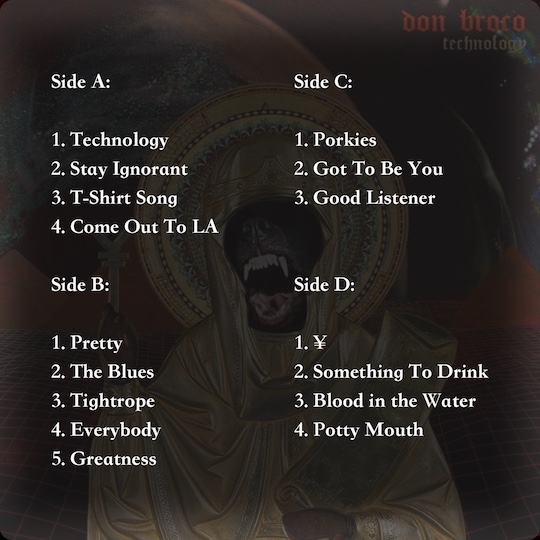 don broco
technology
Side A:
1. Technology
2. Stay Ignorant
3. T-Shirt Song
4. Come Out To LA
Side B:
1. Pretty
2. The Blues
3. Tightrope
4. Everybody
5. Greatness
Side C:
1. Porkies
2. Got To Be You
3. Good Listener
Side D:
1. ¥
2. Something To Drink
3. Blood in the Water
4. Potty Mouth